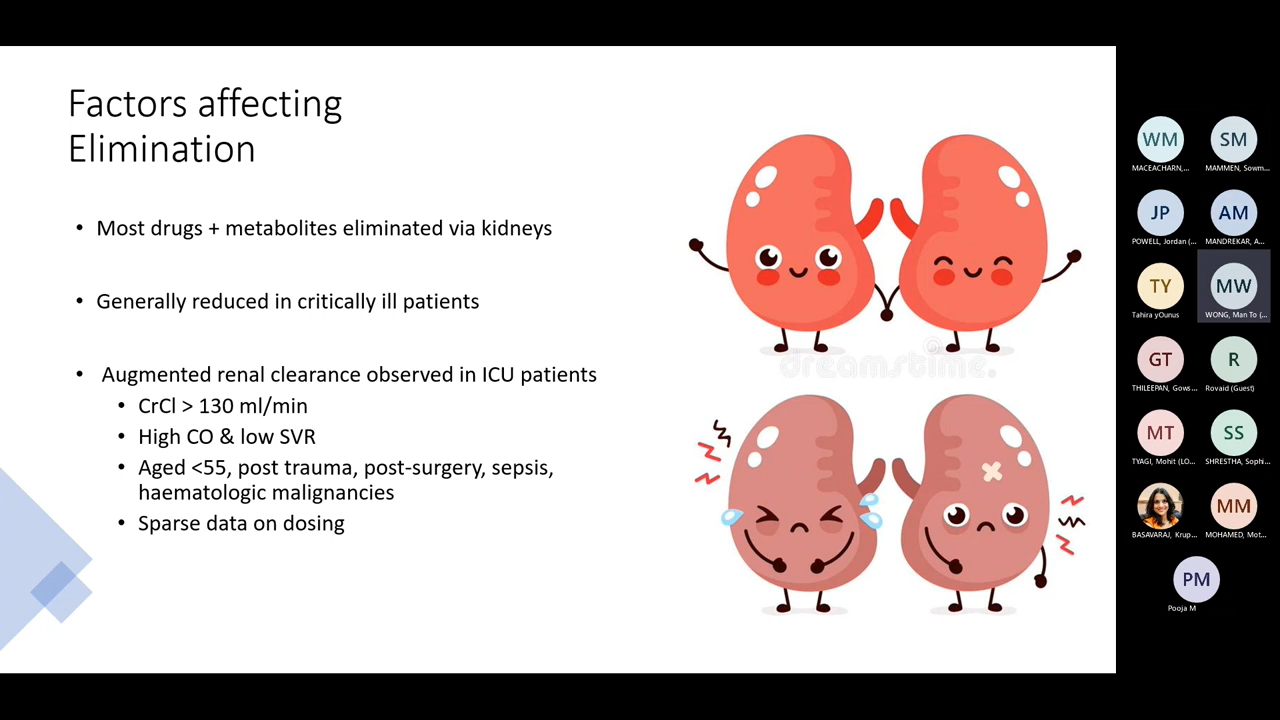 Factors affecting
Elimination
• Most drugs + metabolites eliminated via kidneys
• Generally reduced in critically ill patients
• Augmented renal clearance observed in ICU patients
• CrCl > 130 ml/min
• High CO & low SVR
• Aged <55, post trauma, post-surgery, sepsis,
haematologic malignancies
• Sparse data on dosing
dreamstime.
WM
SM
MACEACHARN,...
MAMMEN, Sowm...
JP
AM
POWELL, Jordan (...
MANDREKAR, A...
TY
MW
Tahira yOunus
WONG, Man To (...
GT
R
THILEEPAN, Gows...
Rovaid (Guest)
MT
SS
TYAGI, Mohit (LO...
SHRESTHA, Sophi...
MM
BASAVARAJ, Krup...
MOHAMED, Mot...
PM
Pooja M